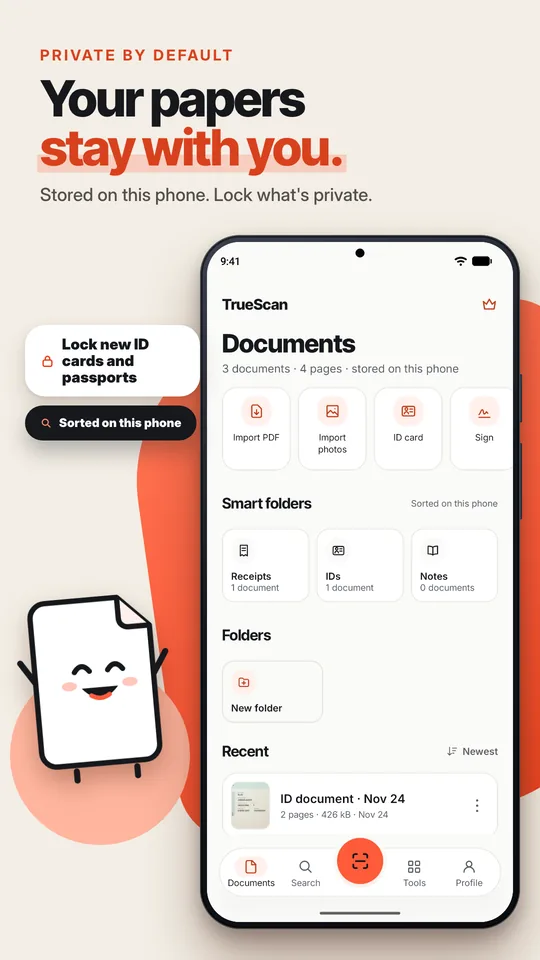 PRIVATE BY DEFAULT
Your papers
stay with you.
Stored on this phone. Lock what's private.
Lock new ID
cards and
passports
Sorted on this phone
9:41
TrueScan
Documents
3 documents · 4 pages · stored on this phone
Import PDF
Import
photos
ID card
Sign
Smart folders
Sorted on this phone
Receipts
1 document
IDs
1 document
Notes
0 documents
Folders
New folder
Recent
Newest
ID document · Nov 24
2 pages · 426 kB · Nov 24
Documents
Search
Tools
Profile